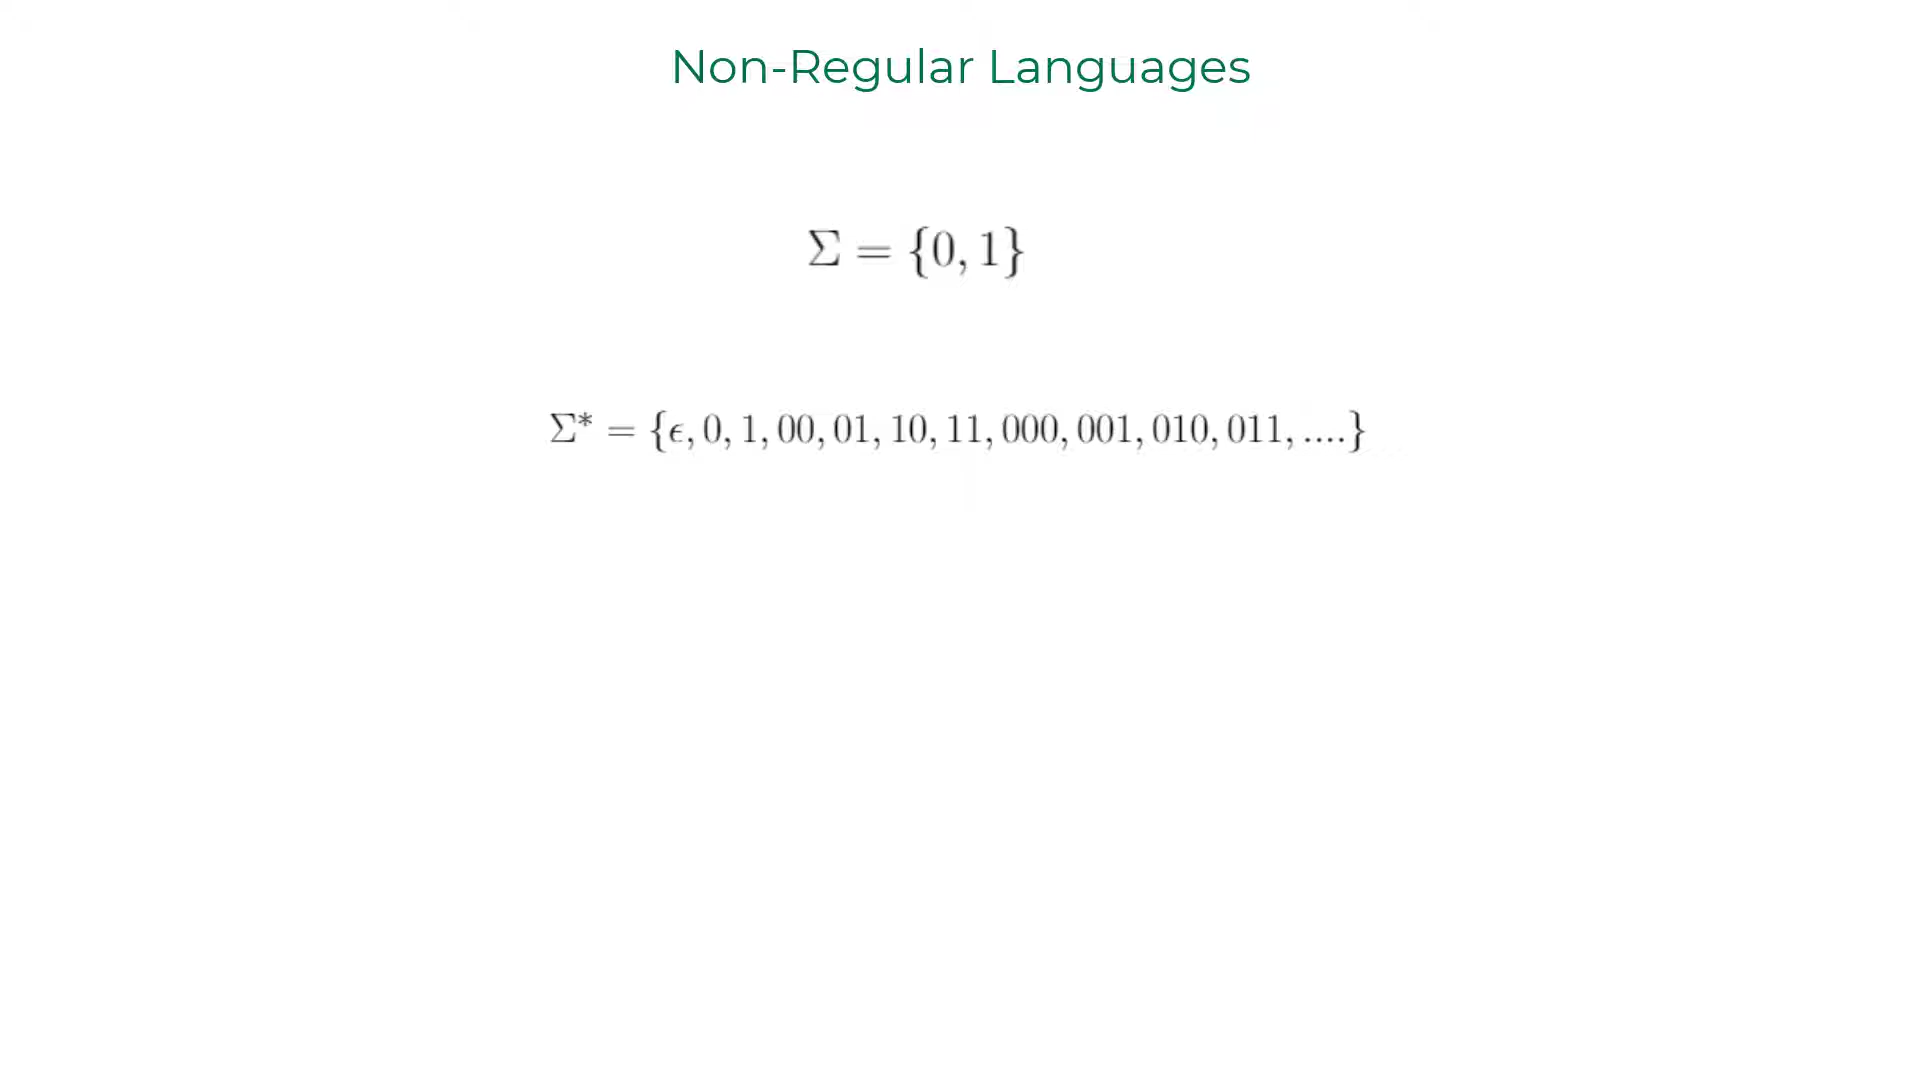 Non-Regular Languages
Σ = {0, 1}
Σ* = {ϵ, 0, 1, 00, 01, 10, 11, 000, 001, 010, 011, ....}